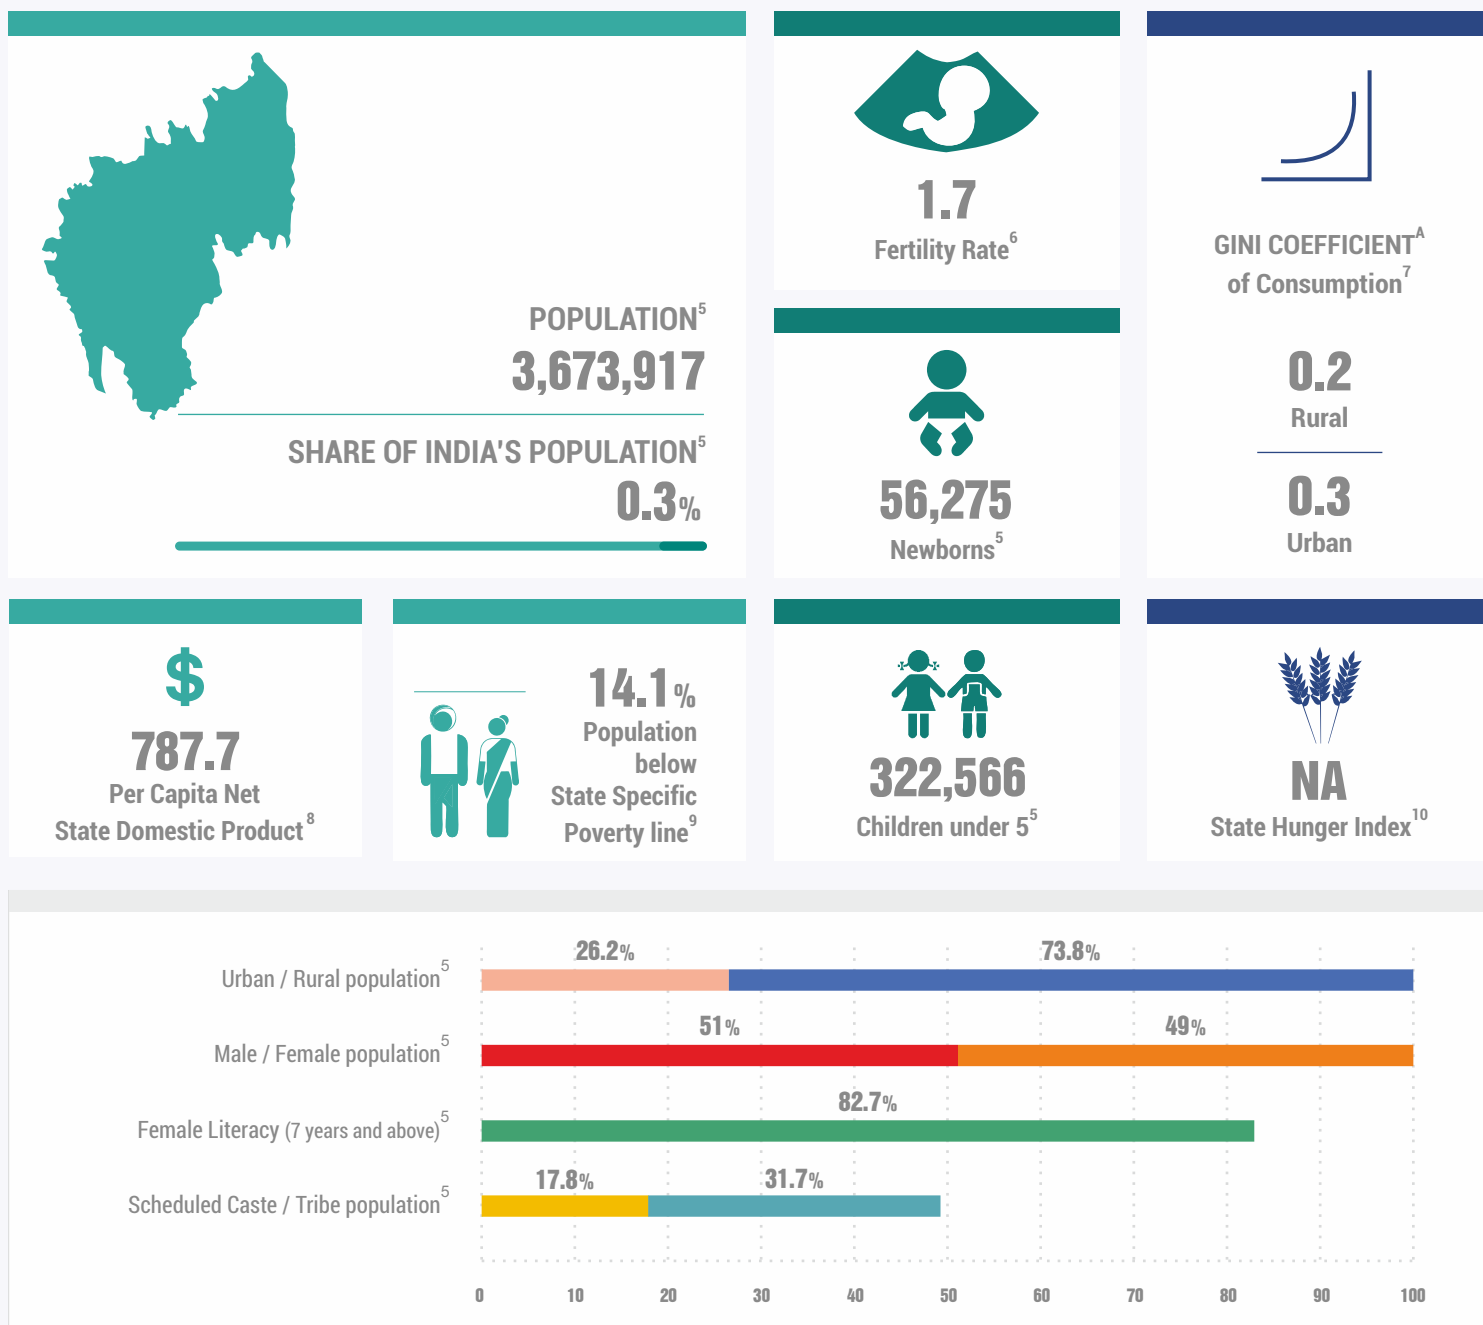 POPULATION5
3,673,917
SHARE OF INDIA'S POPULATION5
0.3%
1.7
Fertility Rate6
56,275
Newborns5
GINI COEFFICIENTA
of Consumption7
0.2
Rural
0.3
Urban
$
787.7
Per Capita Net
State Domestic Product8
14.1%
Population
below
State Specific
Poverty line9
322,566
Children under 55
NA
State Hunger Index10
26.2% 73.8%
Urban / Rural population5
51% 49%
Male / Female population5
82.7%
Female Literacy (7 years and above)5
17.8% 31.7%
Scheduled Caste / Tribe population5
0 10 20 30 40 50 60 70 80 90 100